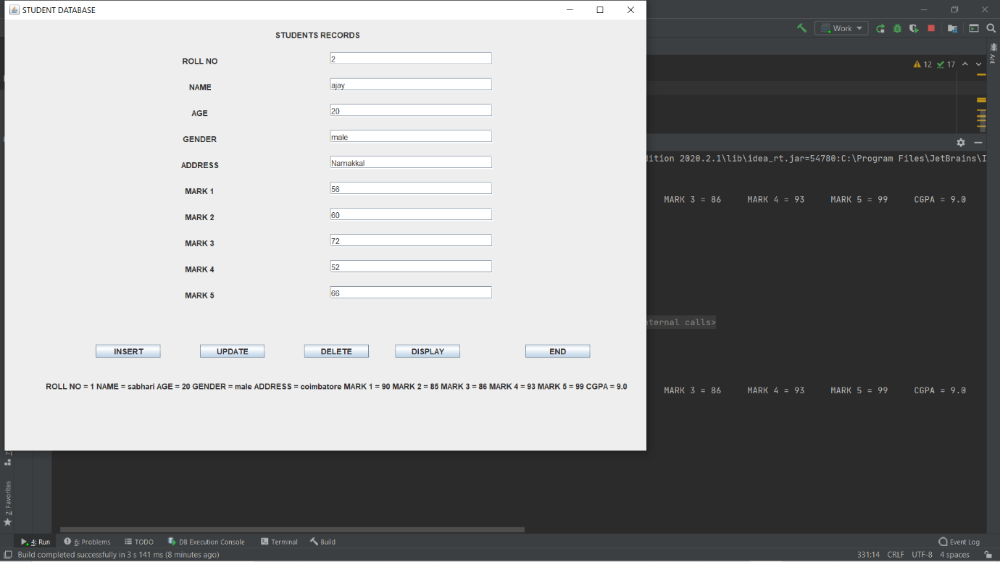 STUDENT DATABASE
STUDENTS RECORDS
ROLL NO 2
NAME ajay
AGE 20
GENDER male
ADDRESS Namakkal
MARK 1 56
MARK 2 60
MARK 3 72
MARK 4 52
MARK 5 66
INSERT UPDATE DELETE DISPLAY END
ROLL NO = 1 NAME = sabhari AGE = 20 GENDER = male ADDRESS = coimbatore MARK 1 = 90 MARK 2 = 85 MARK 3 = 86 MARK 4 = 93 MARK 5 = 99 CGPA = 9.0
Work
Ant
12 17
dition 2020.2.1\lib\idea_rt.jar=54780:C:\Program Files\JetBrains\I
MARK 3 = 86 MARK 4 = 93 MARK 5 = 99 CGPA = 9.0
ternal calls>
MARK 3 = 86 MARK 4 = 93 MARK 5 = 99 CGPA = 9.0
2: Favorites
4: Run 6: Problems TODO DB Execution Console Terminal Build Event Log
Build completed successfully in 3 s 141 ms (8 minutes ago) 331:14 CRLF UTF-8 4 spaces